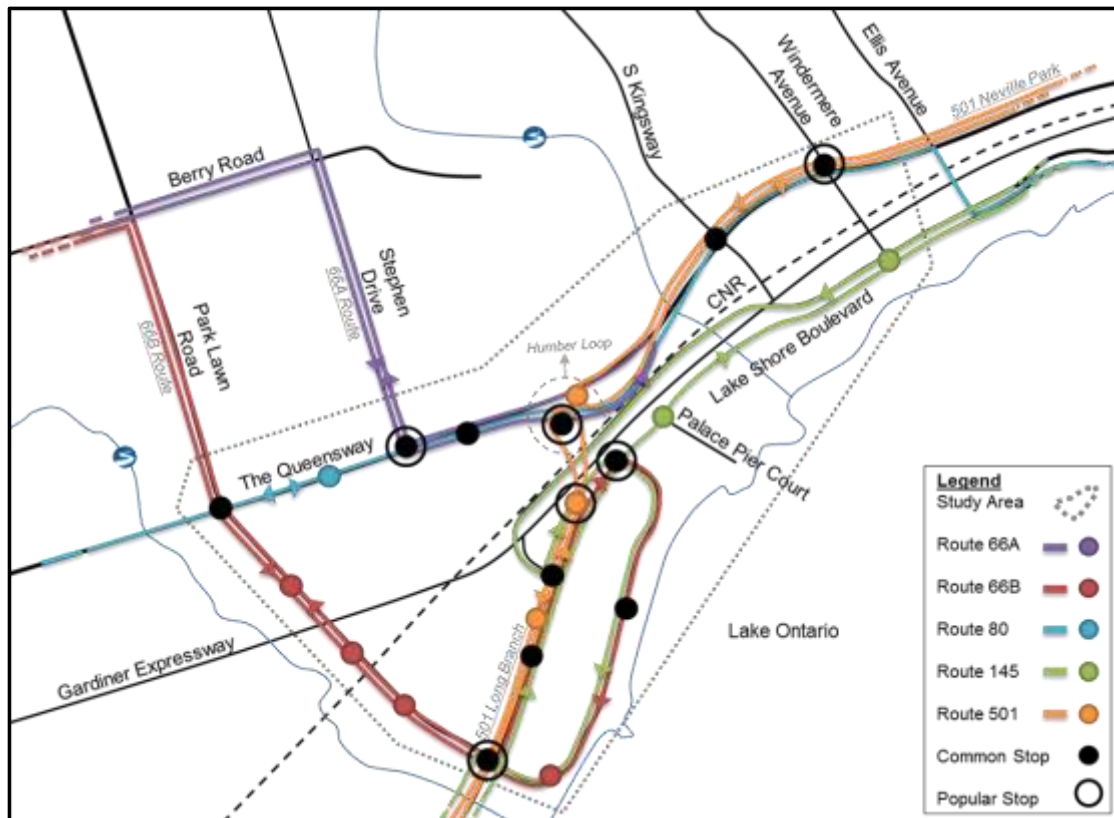 S Kingsway
Windermere
Avenue
Ellis Avenue
501 Neville Park
Berry Road
Stephen
Drive
66A Route
Park Lawn
Road
66B Route
CNR
Humber Loop
Lake Shore Boulevard
The Queensway
Palace Pier Court
Gardiner Expressway
501 Long Branch
Lake Ontario
Legend
Study Area
Route 66A
Route 66B
Route 80
Route 145
Route 501
Common Stop
Popular Stop